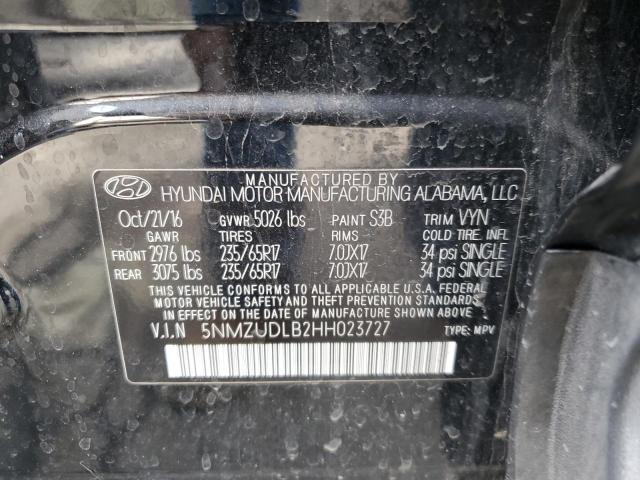 MANUFACTURED BY
HYUNDAI MOTOR MANUFACTURING ALABAMA, LLC
Oct/21/16 GVWR 5026 lbs PAINT S3B TRIM VYN
GAWR TIRES RIMS COLD TIRE INFL
FRONT 2976 lbs 235/65R17 7.0JX17 34 psi SINGLE
REAR 3075 lbs 235/65R17 7.0JX17 34 psi SINGLE
THIS VEHICLE CONFORMS TO ALL APPLICABLE U.S. FEDERAL
MOTOR VEHICLE SAFETY AND THEFT PREVENTION STANDARDS
IN EFFECT ON THE DATE OF MANUFACTURE SHOWN ABOVE.
V.I.N 5NMZUDLB2HH023727 TYPE: MPV